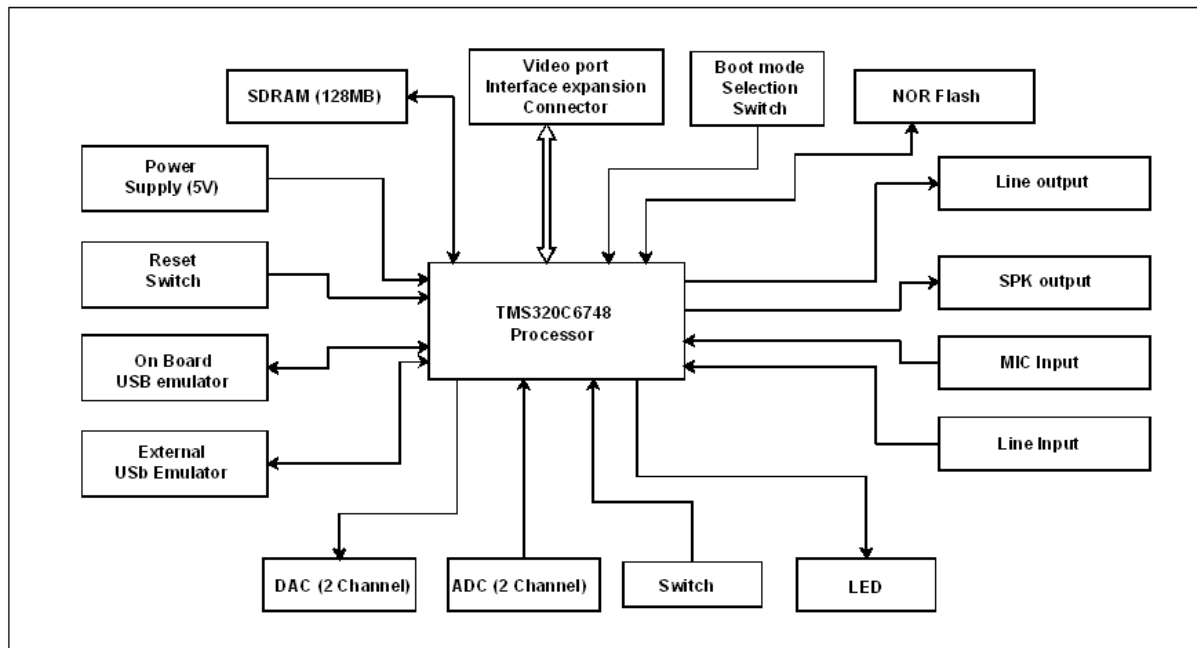 SDRAM (128MB)
Video port
Interface expansion
Connector
Boot mode
Selection
Switch
NOR Flash
Power
Supply (5V)
Line output
Reset
Switch
SPK output
TMS320C6748
Processor
On Board
USB emulator
MIC Input
External
USb Emulator
Line Input
DAC (2 Channel)
ADC (2 Channel)
Switch
LED